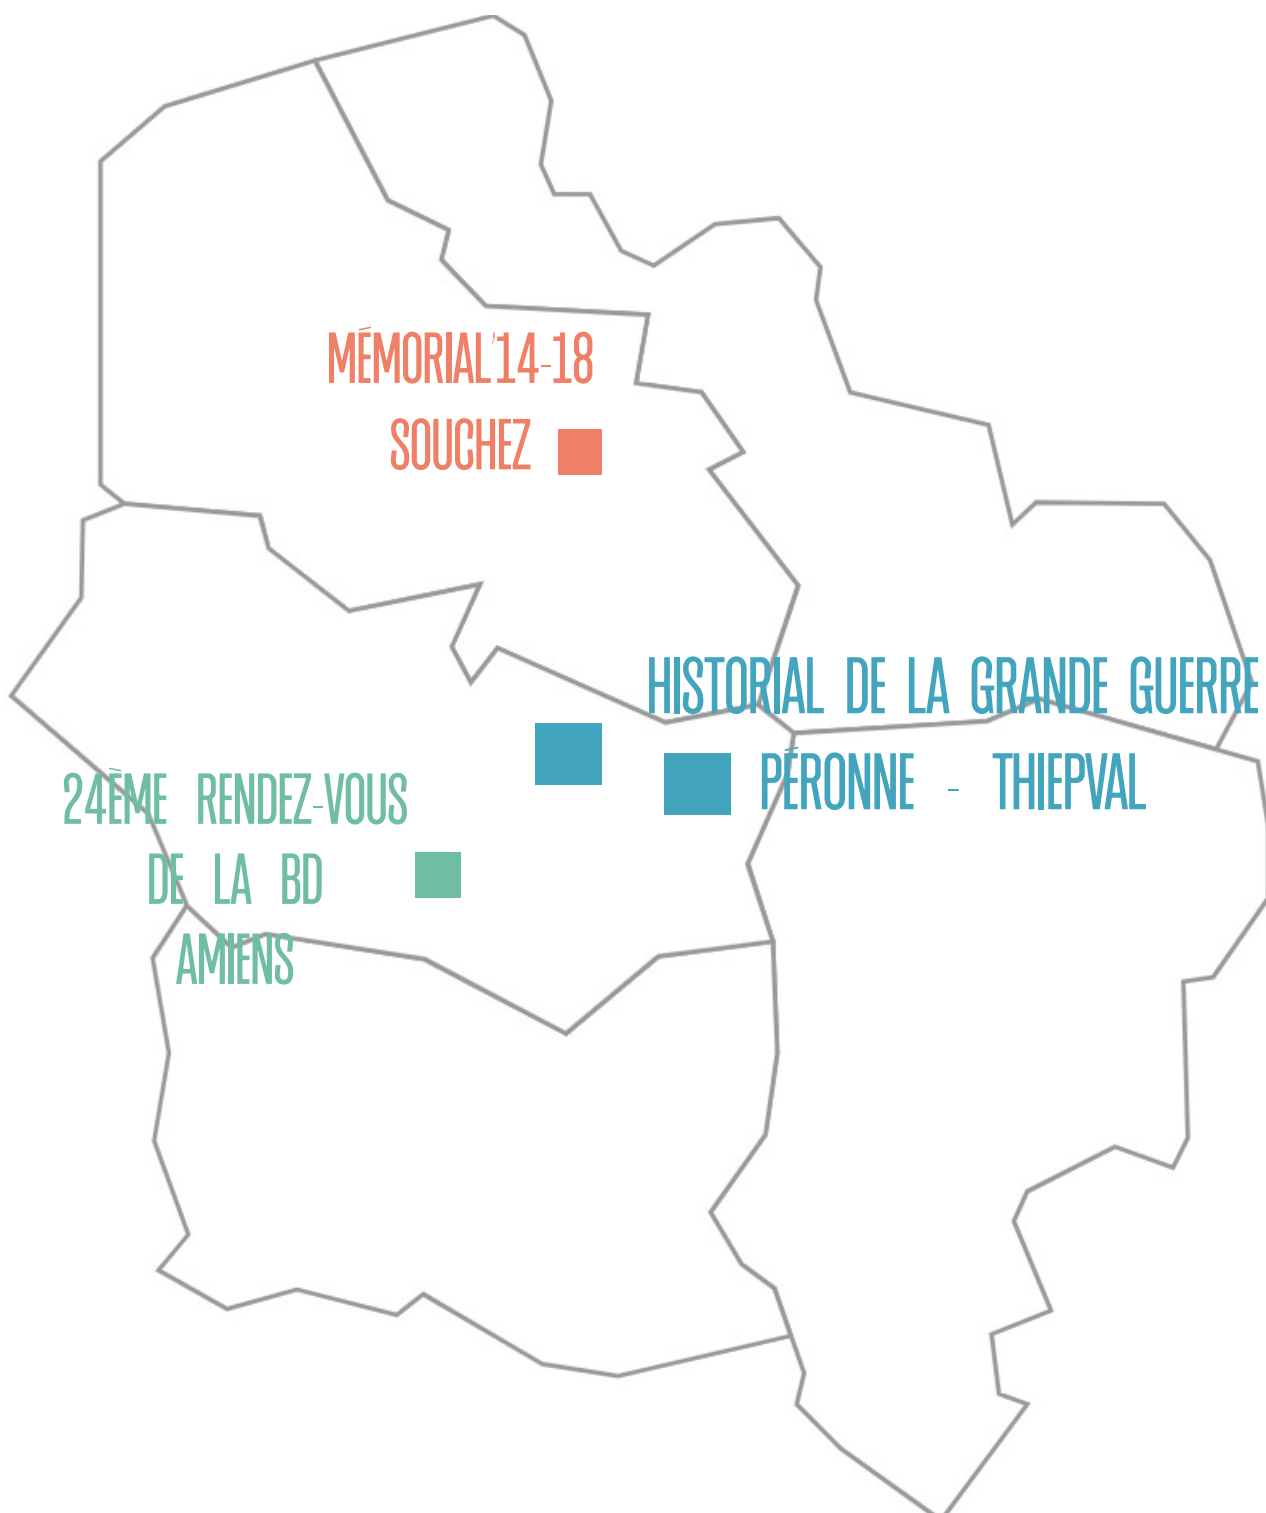 MÉMORIAL'14-18
SOUCHEZ
HISTORIAL DE LA GRANDE GUERRE
PÉRONNE - THIEPVAL
24ÈME RENDEZ-VOUS
DE LA BD
AMIENS